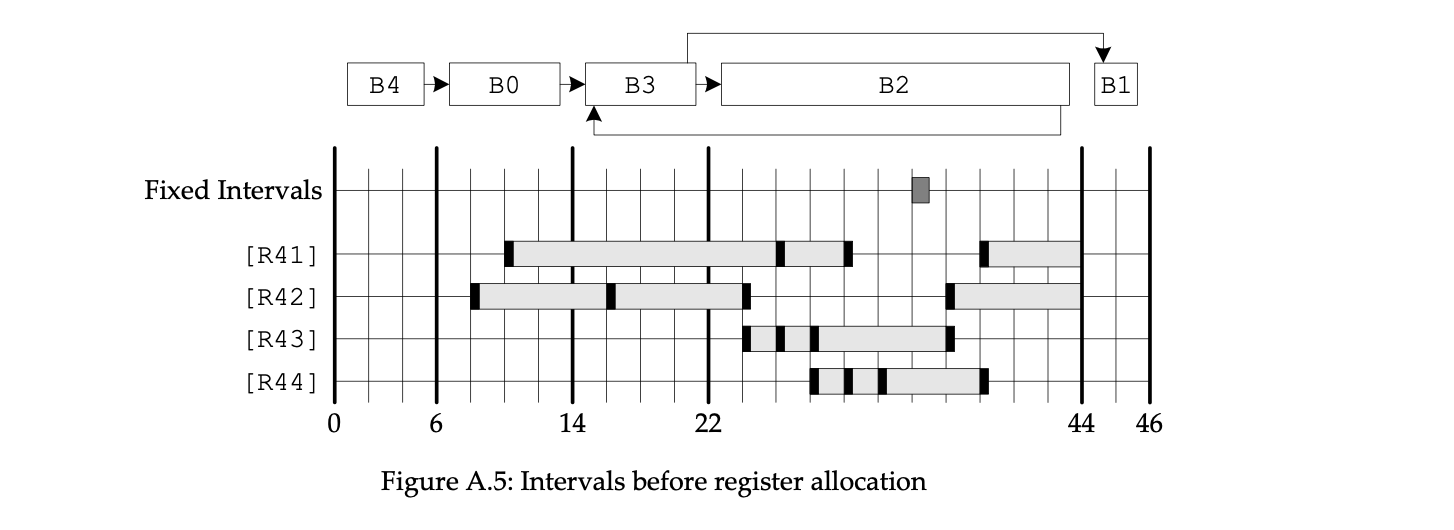 B4 B0 B3 B2 B1
Fixed Intervals
[R41]
[R42]
[R43]
[R44]
0 6 14 22 44 46
Figure A.5: Intervals before register allocation